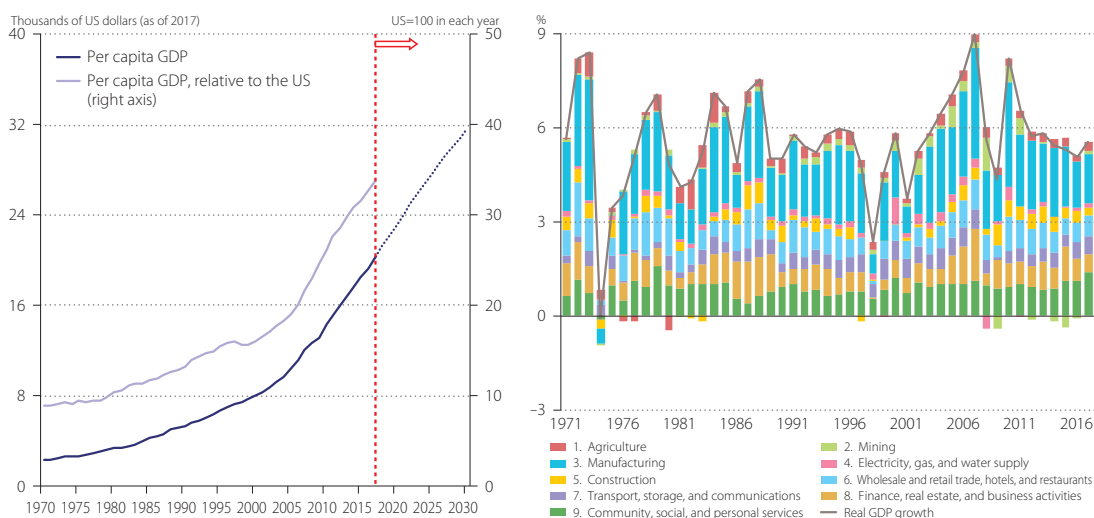 Thousands of US dollars (as of 2017)
US=100 in each year
40
32
24
16
8
0
50
40
30
20
10
0
Per capita GDP
Per capita GDP, relative to the US
(right axis)
1970 1975 1980 1985 1990 1995 2000 2005 2010 2015 2020 2025 2030
%
9
6
3
0
–3
1971 1976 1981 1986 1991 1996 2001 2006 2011 2016
1. Agriculture
2. Mining
3. Manufacturing
4. Electricity, gas, and water supply
5. Construction
6. Wholesale and retail trade, hotels, and restaurants
7. Transport, storage, and communications
8. Finance, real estate, and business activities
9. Community, social, and personal services
Real GDP growth